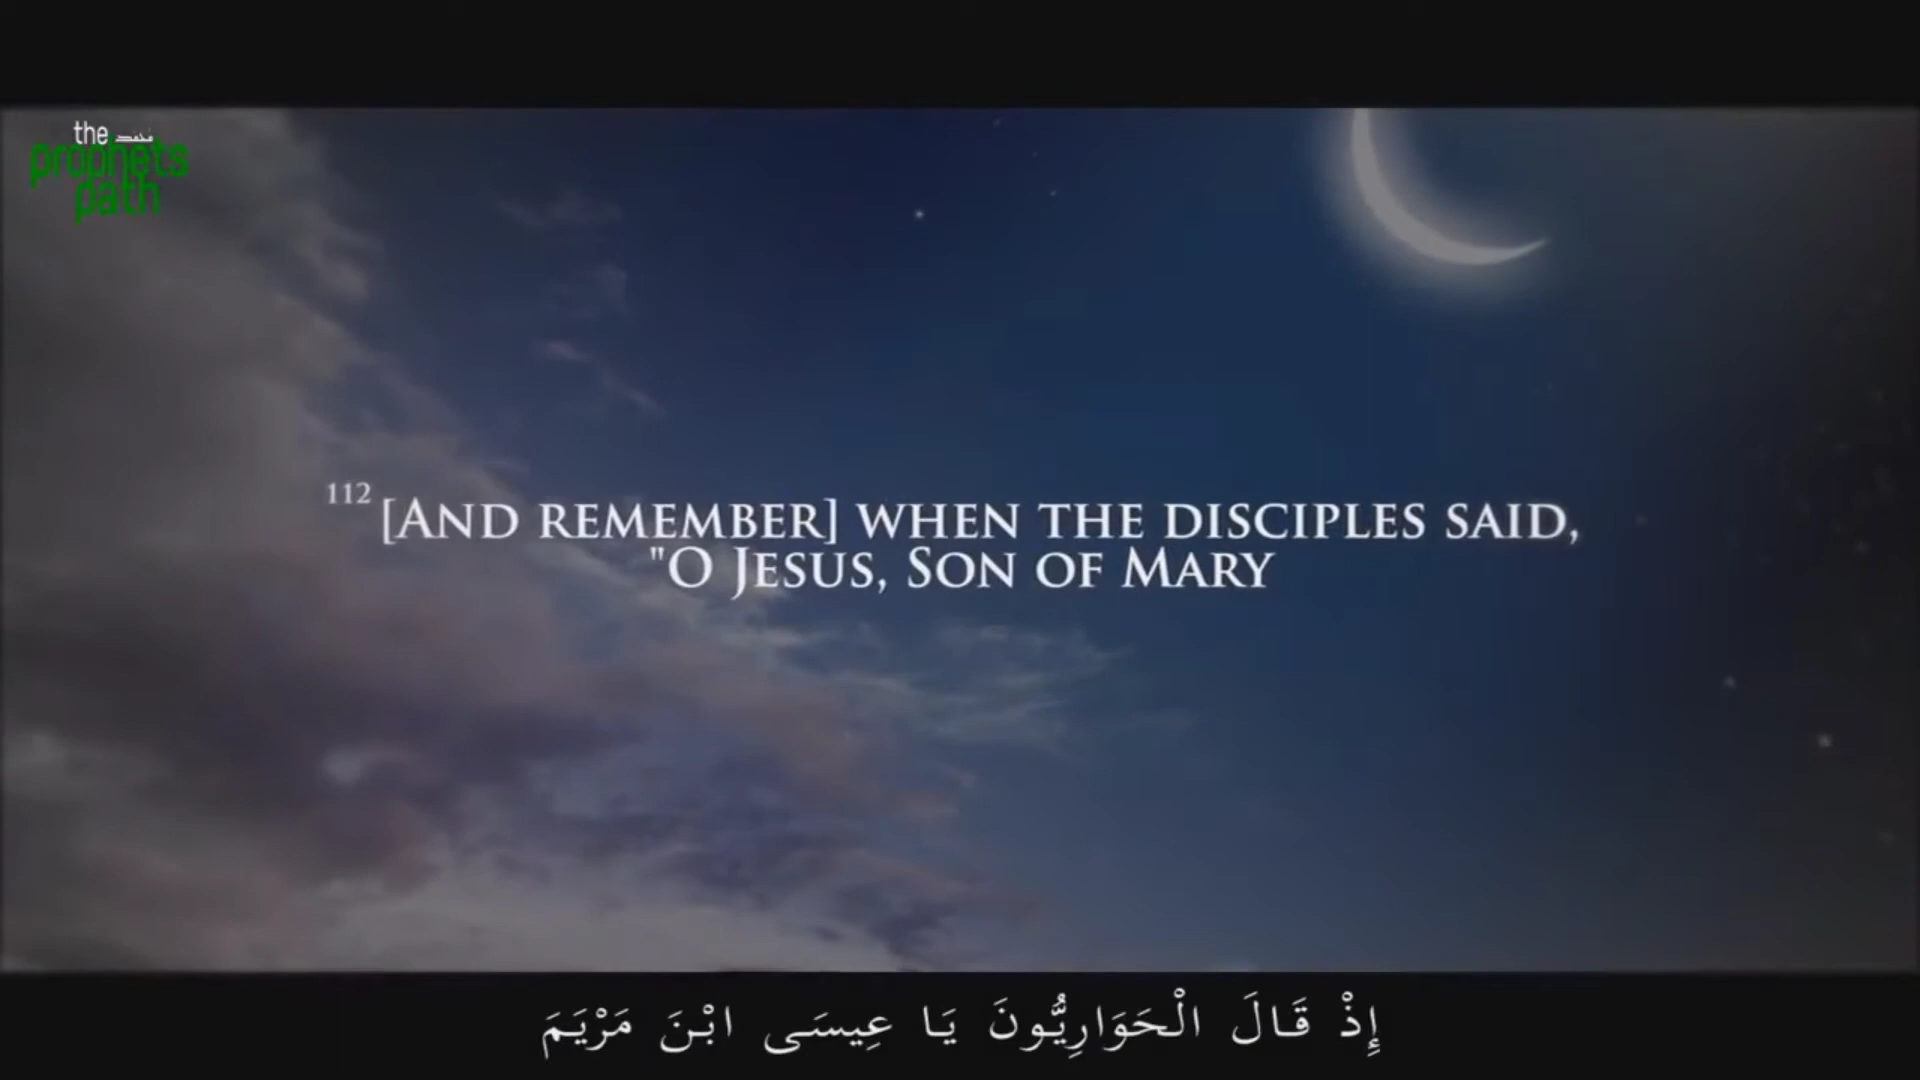 the محمد
prophets
path
112 [And remember] when the disciples said,
"O Jesus, Son of Mary
إِذْ قَالَ الْحَوَارِيُّونَ يَا عِيسَى ابْنَ مَرْيَمَ